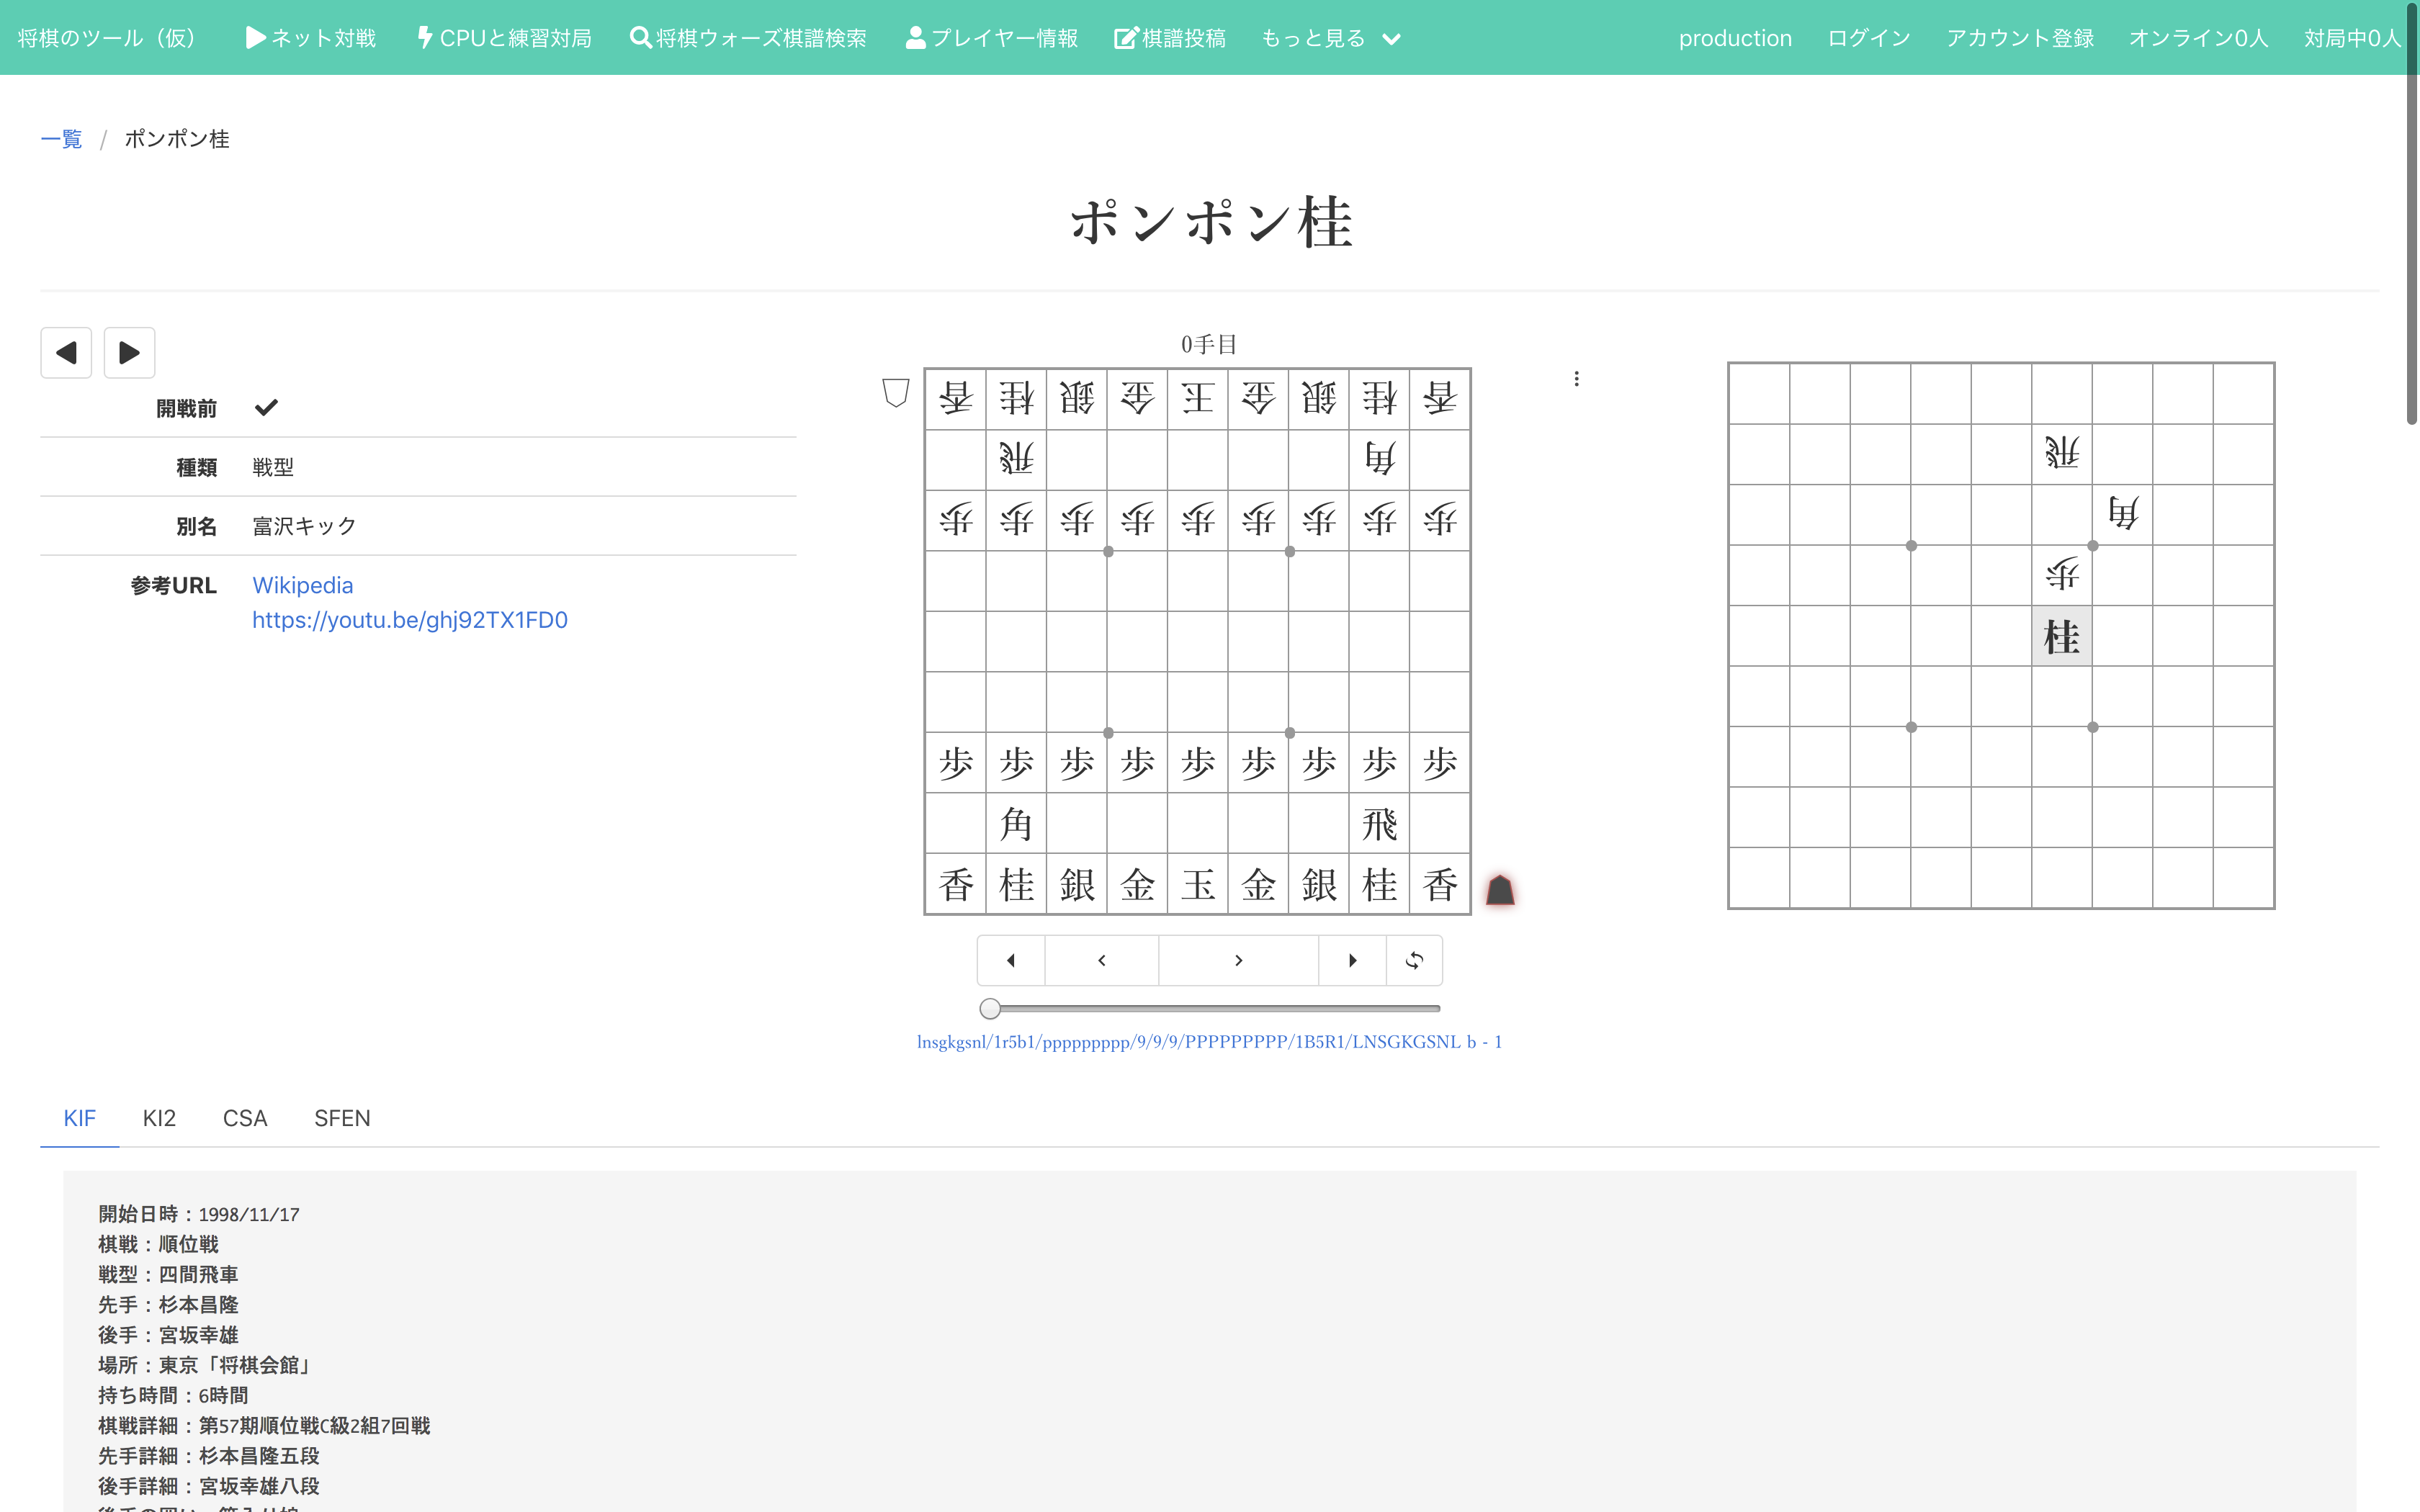 将棋のツール（仮） ネット対戦 CPUと練習対局 将棋ウォーズ棋譜検索 プレイヤー情報 棋譜投稿 もっと見る production ログイン アカウント登録 オンライン0人 対局中0人
一覧 / ポンポン桂
ポンポン桂
開戦前
種類 戦型
別名 富沢キック
参考URL Wikipedia
https://youtu.be/ghj92TX1FD0
0手目
香桂銀金王金銀桂香
飛角
歩歩歩歩歩歩歩歩歩
歩歩歩歩歩歩歩歩歩
角飛
香桂銀金玉金銀桂香
lnsgkgsnl/1r5b1/ppppppppp/9/9/9/PPPPPPPPP/1B5R1/LNSGKGSNL b - 1
飛
角
歩
桂
KIF KI2 CSA SFEN
開始日時：1998/11/17
棋戦：順位戦
戦型：四間飛車
先手：杉本昌隆
後手：宮坂幸雄
場所：東京「将棋会館」
持ち時間：6時間
棋戦詳細：第57期順位戦C級2組7回戦
先手詳細：杉本昌隆五段
後手詳細：宮坂幸雄八段